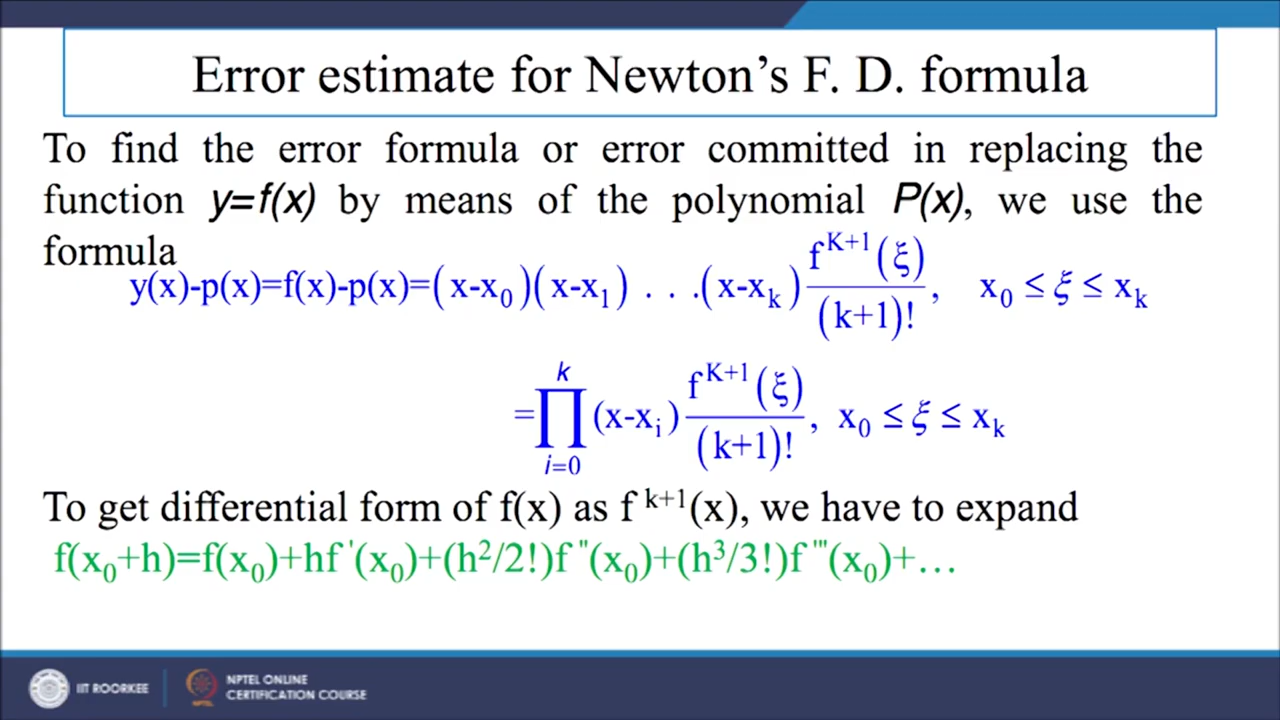 Error estimate for Newton's F. D. formula
To find the error formula or error committed in replacing the
function y=f(x) by means of the polynomial P(x), we use the
formula
y(x)-p(x)=f(x)-p(x)=(x-x₀)(x-x₁) . . .(x-xₖ) f^{K+1}(ξ)/(k+1)!, x₀ ≤ ξ ≤ xₖ
=∏_{i=0}^{k} (x-xᵢ) f^{K+1}(ξ)/(k+1)!, x₀ ≤ ξ ≤ xₖ
To get differential form of f(x) as f ^{k+1}(x), we have to expand
f(x₀+h)=f(x₀)+hf '(x₀)+(h²/2!)f ''(x₀)+(h³/3!)f '''(x₀)+…
IIT ROORKEE
NPTEL ONLINE
CERTIFICATION COURSE